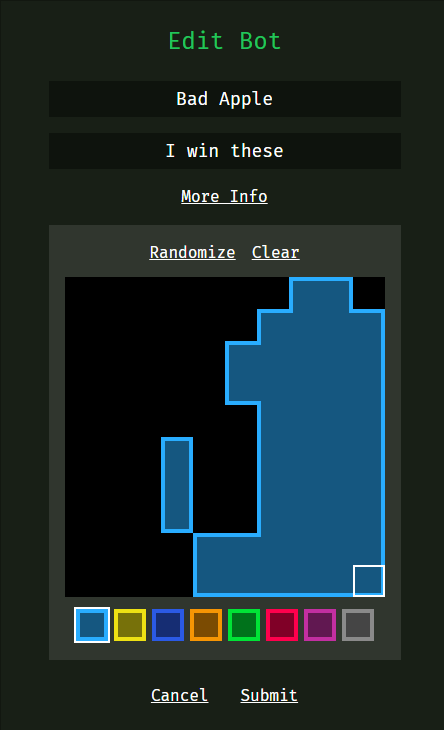 Edit Bot
Bad Apple
I win these
More Info
Randomize Clear
Cancel Submit